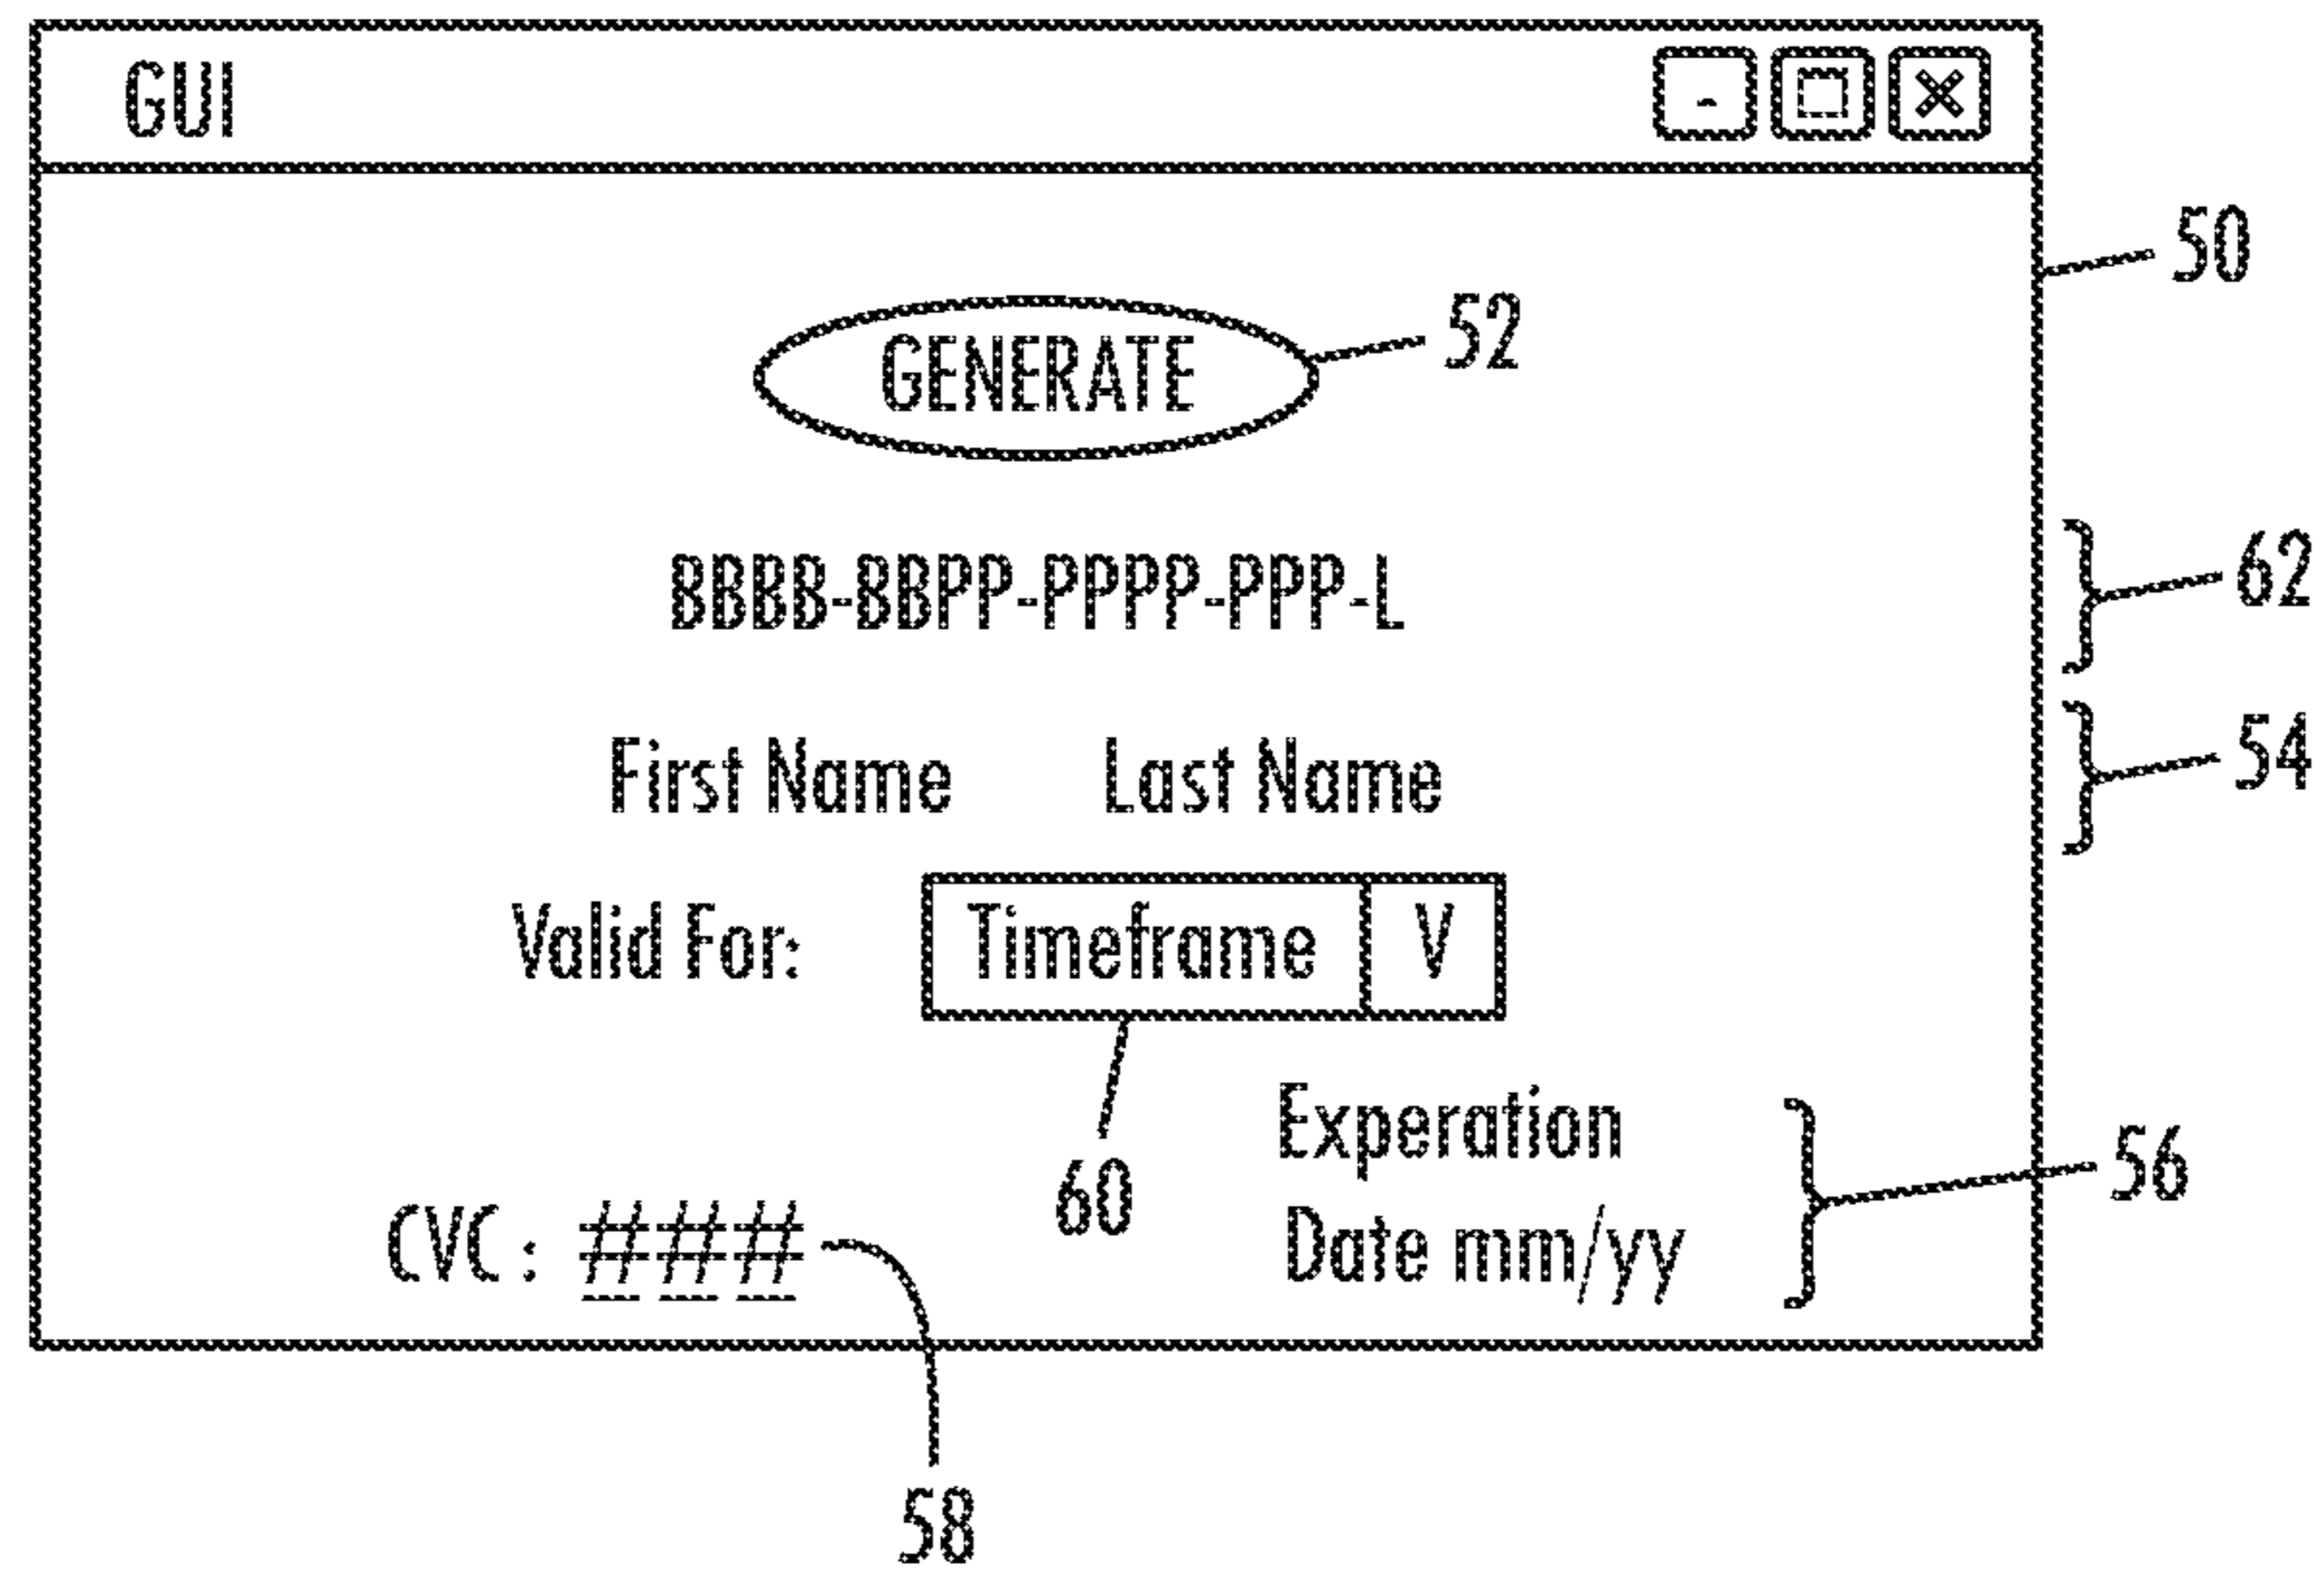 GUI - □ X
50
GENERATE 52
BBBB-BBPP-PPPP-PPP-L 62
First Name Last Name 54
Valid For: Timeframe V
60
Experation
Date mm/yy 56
CVC: ###
58